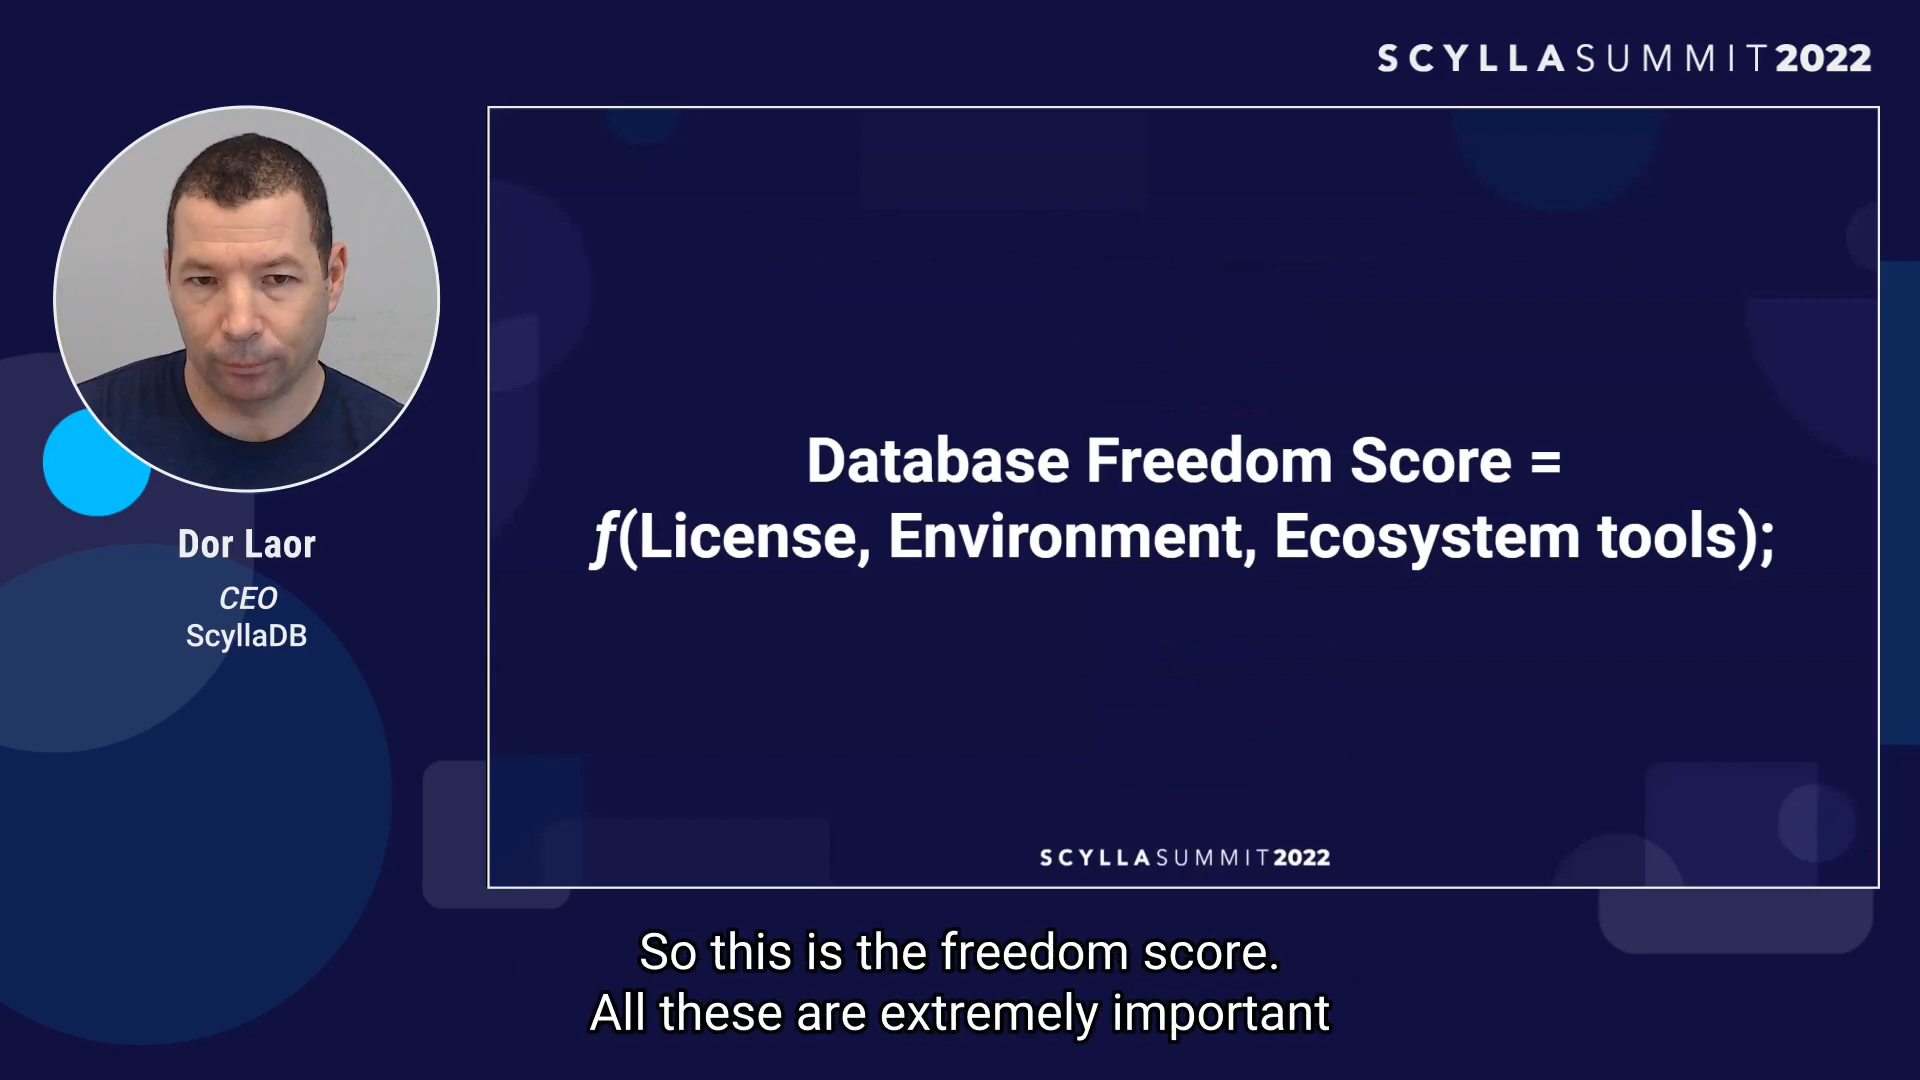 SCYLLASUMMIT2022
Dor Laor
CEO
ScyllaDB
Database Freedom Score =
f(License, Environment, Ecosystem tools);
SCYLLASUMMIT2022
So this is the freedom score.
All these are extremely important